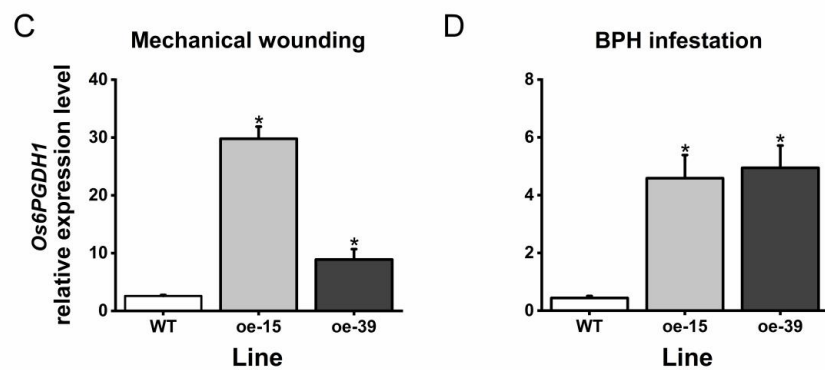 C
Mechanical wounding
Os6PGDH1
relative expression level
40
30
20
10
0
*
*
WT
oe-15
oe-39
Line
D
BPH infestation
8
6
4
2
0
*
*
WT
oe-15
oe-39
Line